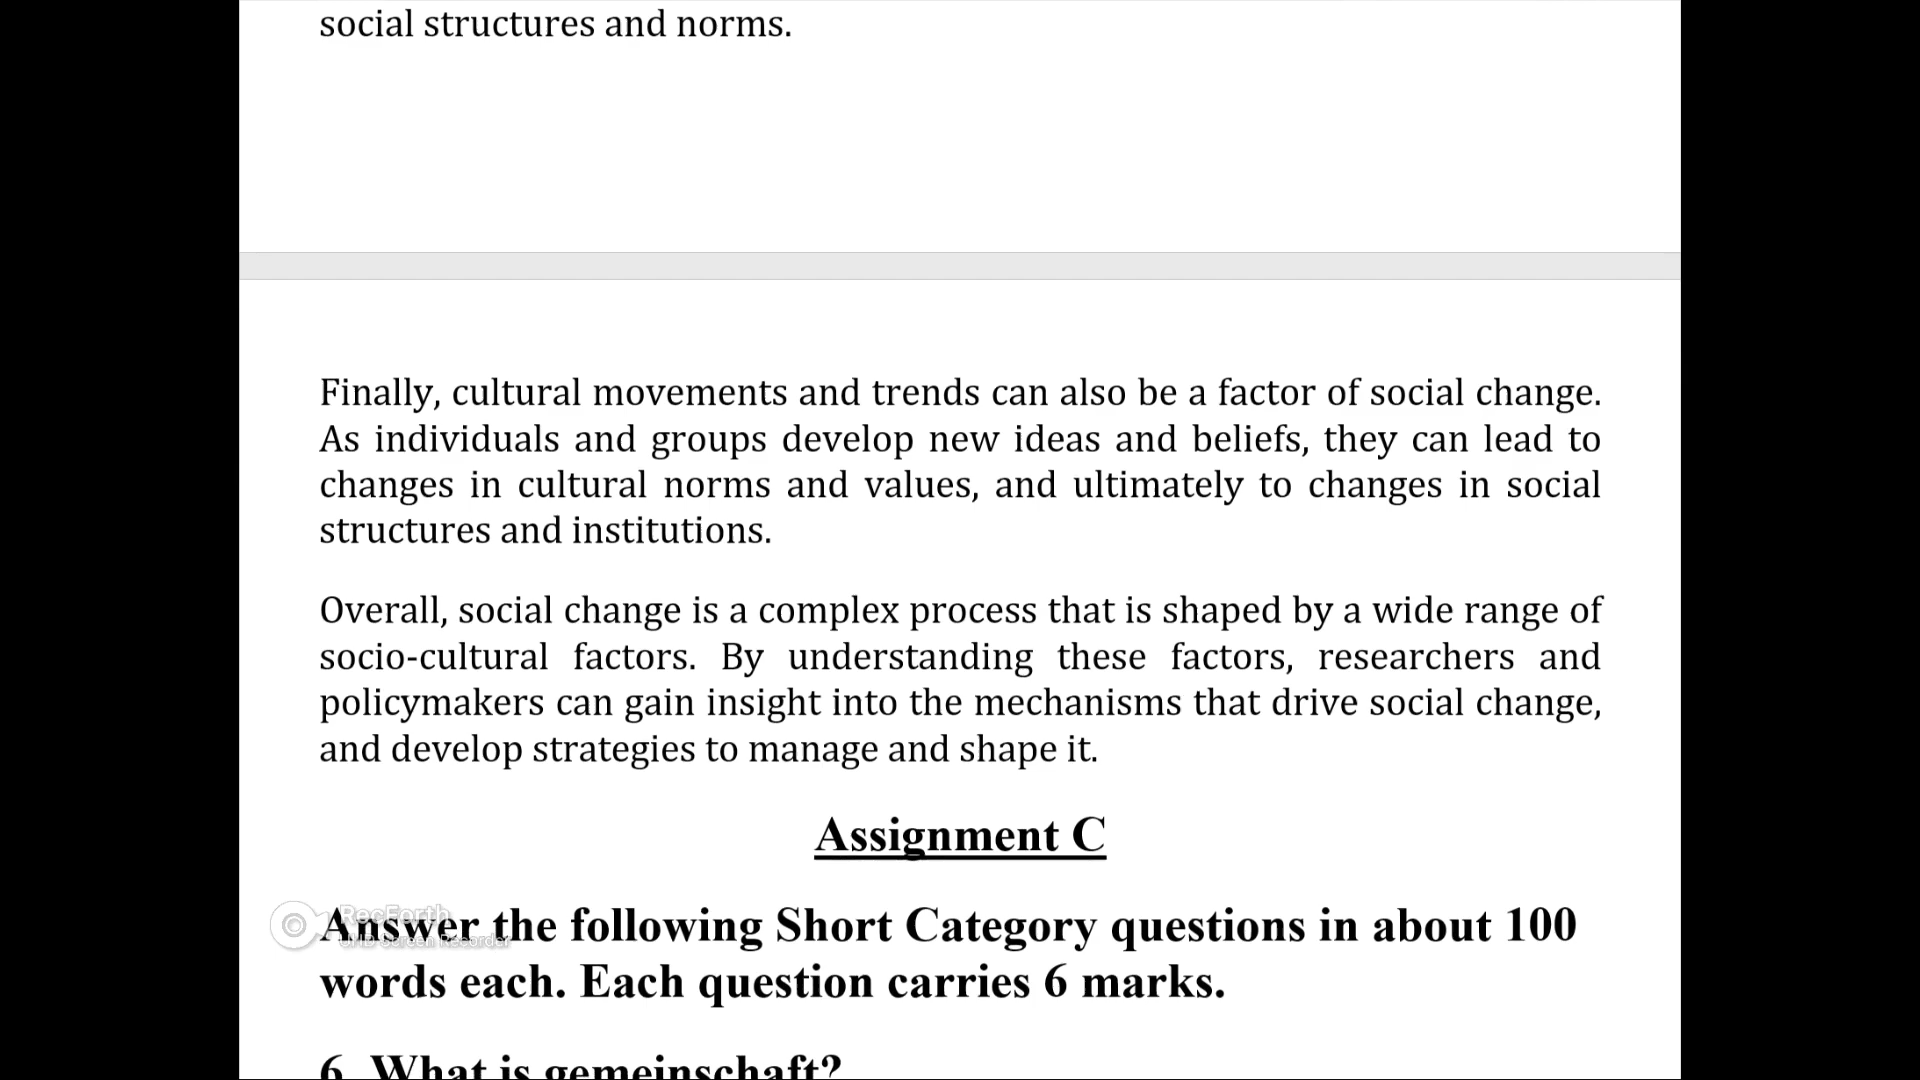 social structures and norms.
Finally, cultural movements and trends can also be a factor of social change.
As individuals and groups develop new ideas and beliefs, they can lead to
changes in cultural norms and values, and ultimately to changes in social
structures and institutions.
Overall, social change is a complex process that is shaped by a wide range of
socio-cultural factors. By understanding these factors, researchers and
policymakers can gain insight into the mechanisms that drive social change,
and develop strategies to manage and shape it.
Assignment C
RecForth
UHD Screen Recorder
Answer the following Short Category questions in about 100
words each. Each question carries 6 marks.
6. What is gemeinschaft?